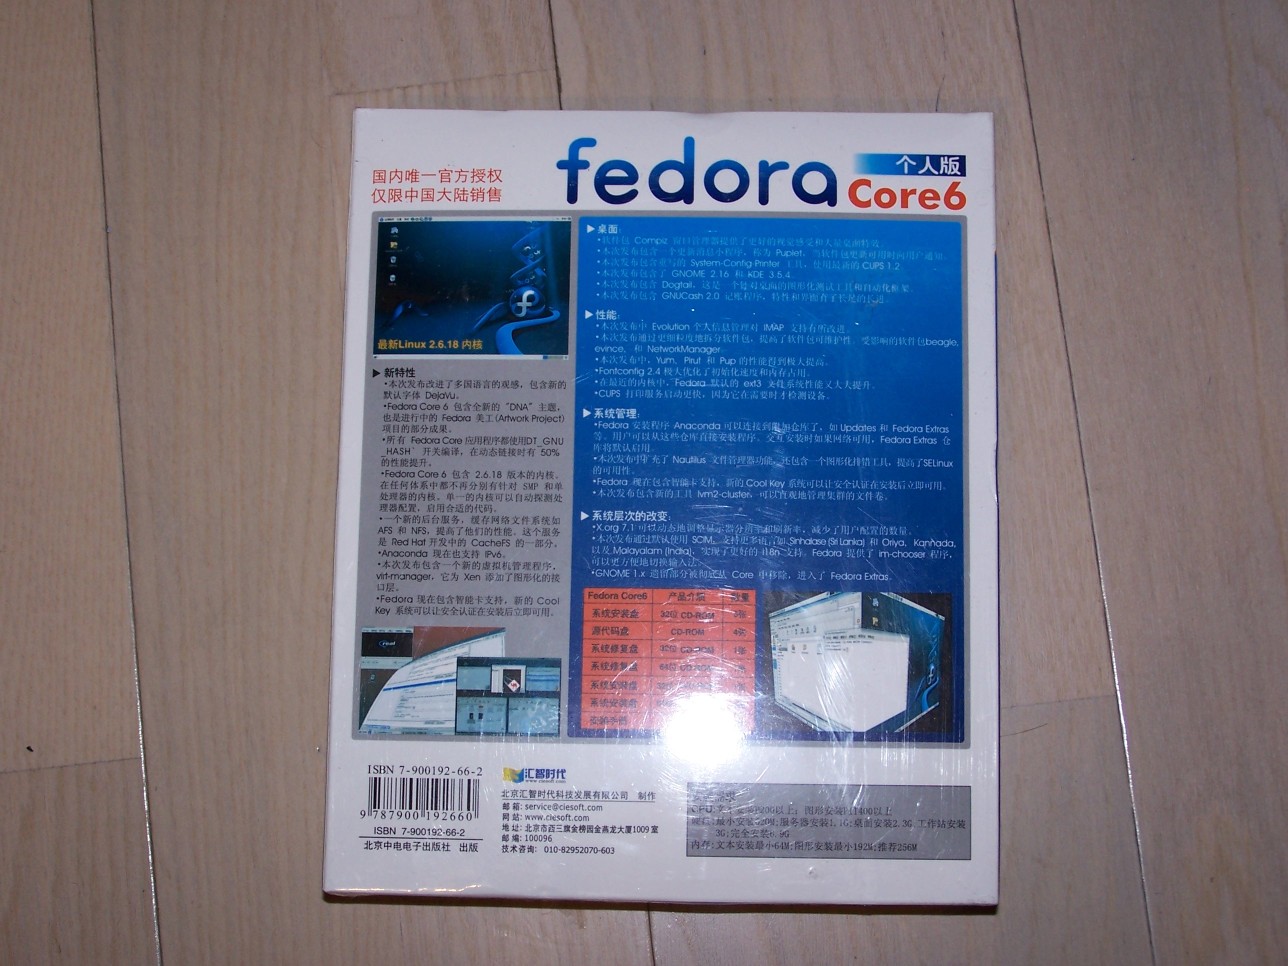 国内唯一官方授权
仅限中国大陆销售
fedora
个人版
Core6
最新Linux 2.6.18 内核
▶ 新特性
•本次发布改进了多国语言的观感，包含新的
默认字体 DejaVu。
•Fedora Core 6 包含全新的“DNA”主题，
也是进行中的 Fedora 美工(Artwork Project)
项目的部分成果。
•所有 Fedora Core 应用程序都使用DT_GNU
_HASH` 开关编译，在动态链接时有`50%
的性能提升。
•Fedora Core 6 包含 2.6.18 版本的内核。
在任何体系中都不再分别有针对 SMP 和单
处理器的内核。单一的内核可以自动探测处
理器配置，启用合适的代码。
•一个新的后台服务，缓存网络文件系统如
AFS 和 NFS，提高了他们的性能。这个服务
是 Red Hat 开发中的 CacheFS 的一部分。
•Anaconda 现在也支持 IPv6。
•本次发布包含一个新的虚拟机管理程序，
virt-manager，它为 Xen 添加了图形化的接
口层。
•Fedora 现在包含智能卡支持，新的 Cool
Key 系统可以让安全认证在安装后立即可用。
▶ 桌面:
•软件包 Compiz 窗口管理器提供了更好的视觉感受和大量桌面特效。
•本次发布包含一个更新消息小程序，称为 Puplet，当软件包更新可用时向用户通知。
•本次发布包含重写的 System-Config-Printer 工具，使用最新的 CUPS 1.2.
•本次发布包含了 GNOME 2.16 和 KDE 3.5.4.
•本次发布包含 Dogtail，这是一个针对桌面的图形化测试工具和自动化框架。
•本次发布包含 GNUCash 2.0 记账程序，特性和界面有了长足的长进。
▶ 性能:
•本次发布中 Evolution 个人信息管理对 IMAP 支持有所改进。
•本次发布通过更细粒度地拆分软件包，提高了软件包可维护性。受影响的软件包beagle,
evince, 和 NetworkManager
•本次发布中，Yum, Pirut 和 Pup 的性能得到极大提高。
•Fontconfig 2.4 极大优化了初始化速度和内存占用。
•在最近的内核中，Fedora 默认的 ext3 文件系统性能又大大提升。
•CUPS 打印服务启动更快，因为它在需要时才检测设备。
▶ 系统管理:
•Fedora 安装程序 Anaconda 可以连接到附加仓库了，如 Updates 和 Fedora Extras
等。用户可以从这些仓库直接安装程序。交互安装时如果网络可用，Fedora Extras 仓
库将默认启用。
•本次发布中扩充了 Nautilus 文件管理器功能，还包含一个图形化排错工具，提高了SELinux
的可用性。
•Fedora 现在包含智能卡支持，新的 Cool Key 系统可以让安全认证在安装后立即可用。
•本次发布包含新的工具 lvm2-cluster，可以直观地管理集群的文件卷。
▶ 系统层次的改变:
•X.org 7.1 可以动态地调整显示器分辨率和刷新率，减少了用户配置的数量。
•本次发布通过默认使用 SCIM，支持更多语言如 Sinhalase (Sri Lanka) 和 Oriya, Kannada,
以及 Malayalam (India)，实现了更好的 i18n 支持。Fedora 提供了 im-chooser 程序，
可以更方便地切换输入法。
•GNOME 1.x 遗留部分被彻底从 Core 中移除，进入了 Fedora Extras.
Fedora Core6 产品介绍 数量
系统安装盘 32位 CD-ROM
源代码盘 CD-ROM 4张
系统修复盘 32位 CD-ROM 1张
系统修复盘 64位
系统安装盘
系统安装盘
安装手册
ISBN 7-900192-66-2
9 787900 192660
ISBN 7-900192-66-2
北京中电电子出版社 出版
汇智时代
www.ciesoft.com
北京汇智时代科技发展有限公司 制作
邮 箱: service@ciesoft.com
网 站: www.ciesoft.com
地 址: 北京市西三旗金榜园金燕龙大厦1009室
邮 编: 100096
技术咨询: 010-82952070-603
CPU: 200以上; 图形安装PII400以上
硬盘:最小安装620M;服务器安装1.1G;桌面安装2.3G 工作站安装
3G;完全安装6.9G
内存:文本安装最小64M;图形安装最小192M;推荐256M